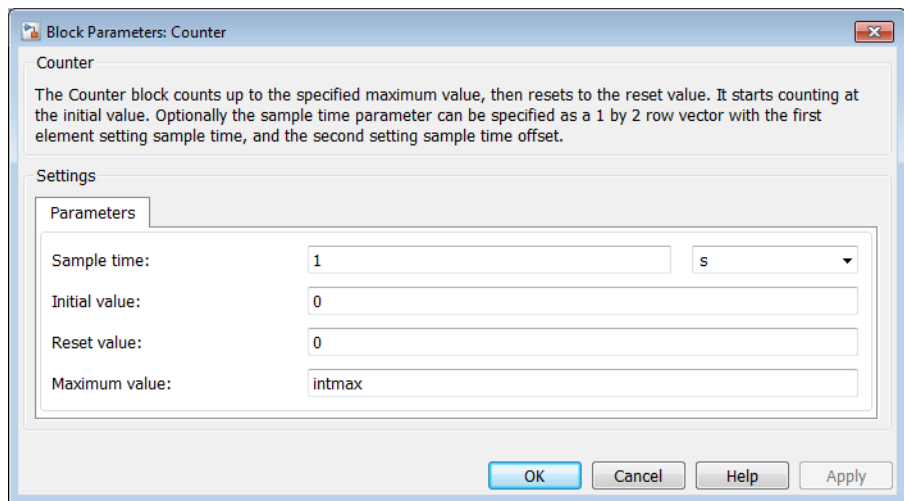 Block Parameters: Counter
Counter
The Counter block counts up to the specified maximum value, then resets to the reset value. It starts counting at
the initial value. Optionally the sample time parameter can be specified as a 1 by 2 row vector with the first
element setting sample time, and the second setting sample time offset.
Settings
Parameters
Sample time: 1 s
Initial value: 0
Reset value: 0
Maximum value: intmax
OK Cancel Help Apply